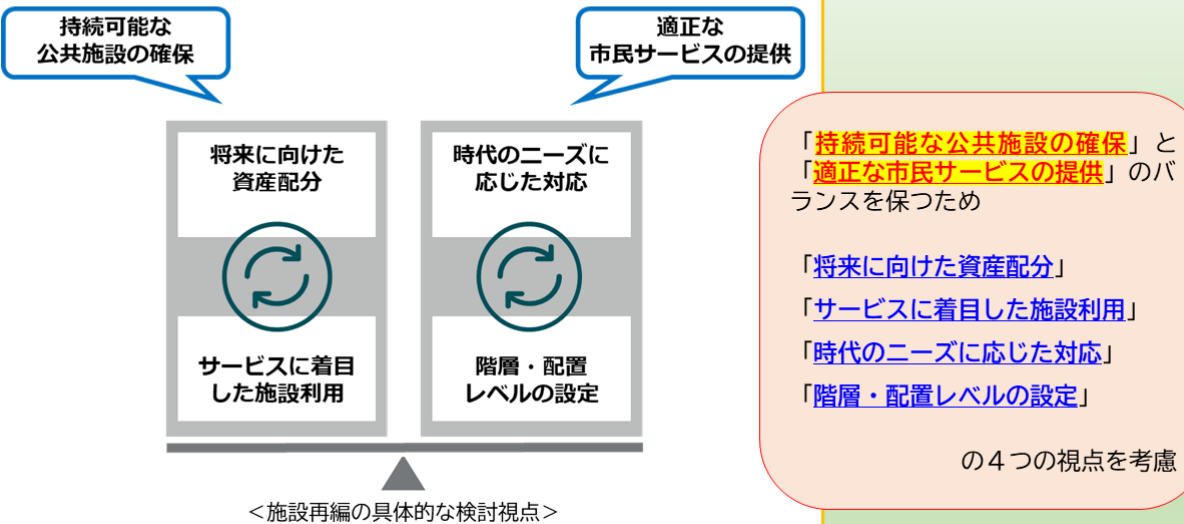 持続可能な
公共施設の確保
適正な
市民サービスの提供
将来に向けた
資産配分
サービスに着目
した施設利用
時代のニーズに
応じた対応
階層・配置
レベルの設定
＜施設再編の具体的な検討視点＞
「持続可能な公共施設の確保」と
「適正な市民サービスの提供」のバ
ランスを保つため
「将来に向けた資産配分」
「サービスに着目した施設利用」
「時代のニーズに応じた対応」
「階層・配置レベルの設定」
の４つの視点を考慮